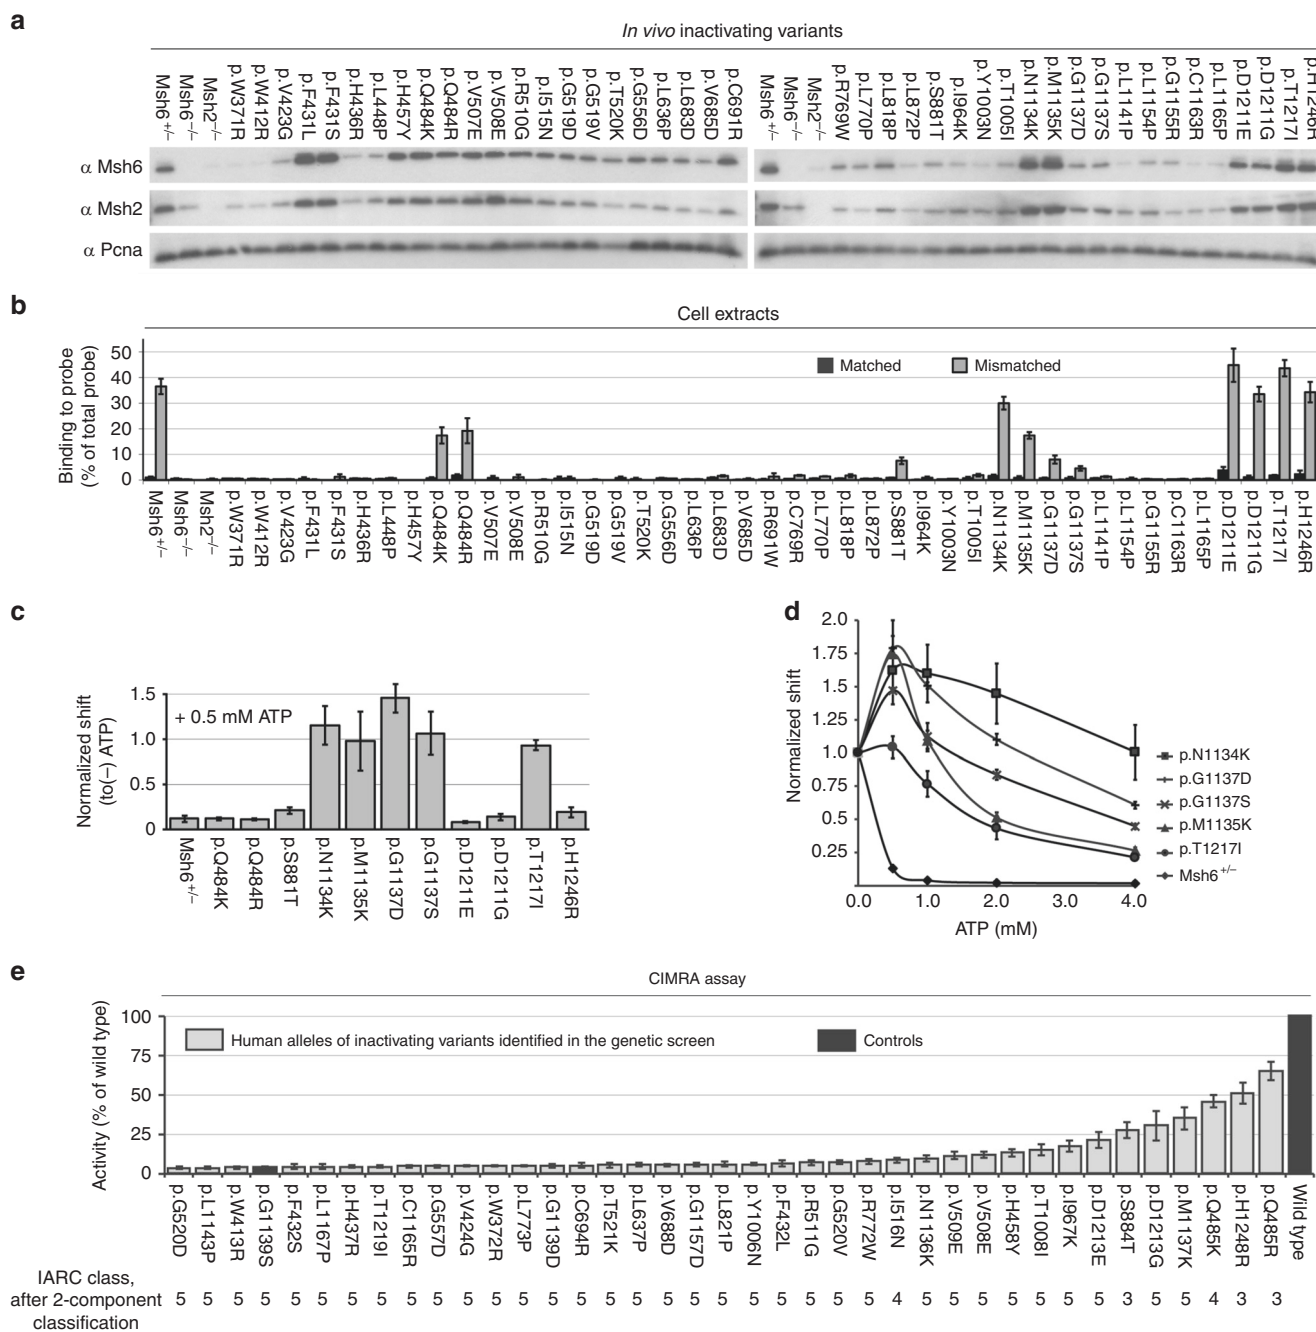 a
In vivo inactivating variants
Msh6+/−
Msh6−/−
Msh2−/−
p.W371R
p.W412R
p.V423G
p.F431L
p.F431S
p.H436R
p.L448P
p.H457Y
p.Q484K
p.Q484R
p.V507E
p.V508E
p.R510G
p.I515N
p.G519D
p.G519V
p.T520K
p.G556D
p.L636P
p.L683D
p.V685D
p.C691R
Msh6+/−
Msh6−/−
Msh2−/−
p.R769W
p.L770P
p.L818P
p.L872P
p.S881T
p.I964K
p.Y1003N
p.T1005I
p.N1134K
p.M1135K
p.G1137D
p.G1137S
p.L1141P
p.L1154P
p.G1155R
p.C1163R
p.L1165P
p.D1211E
p.D1211G
p.T1217I
p.H1246R
α Msh6
α Msh2
α Pcna
b
Cell extracts
Binding to probe
(% of total probe)
50
40
30
20
10
0
Matched
Mismatched
Msh6+/−
Msh6−/−
Msh2−/−
p.W371R
p.W412R
p.V423G
p.F431L
p.F431S
p.H436R
p.L448P
p.H457Y
p.Q484K
p.Q484R
p.V507E
p.V508E
p.R510G
p.I515N
p.G519D
p.G519V
p.T520K
p.G556D
p.L636P
p.L683D
p.V685D
p.R691W
p.C769R
p.L770P
p.L818P
p.L872P
p.S881T
p.I964K
p.Y1003N
p.T1005I
p.N1134K
p.M1135K
p.G1137D
p.G1137S
p.L1141P
p.L1154P
p.G1155R
p.C1163R
p.L1165P
p.D1211E
p.D1211G
p.T1217I
p.H1246R
c
Normalized shift
(to(−) ATP)
1.5
1.0
0.5
0
+ 0.5 mM ATP
Msh6+/−
p.Q484K
p.Q484R
p.S881T
p.N1134K
p.M1135K
p.G1137D
p.G1137S
p.D1211E
p.D1211G
p.T1217I
p.H1246R
d
Normalized shift
2.0
1.75
1.5
1.25
1.0
0.75
0.5
0.25
0.0 1.0 2.0 3.0 4.0
ATP (mM)
p.N1134K
p.G1137D
p.G1137S
p.M1135K
p.T1217I
Msh6+/−
e
CIMRA assay
Activity (% of wild type)
100
75
50
25
0
Human alleles of inactivating variants identified in the genetic screen
Controls
p.G520D
p.L1143P
p.W413R
p.G1139S
p.F432S
p.L1167P
p.H437R
p.T1219I
p.C1165R
p.G557D
p.V424G
p.W372R
p.L773P
p.G1139D
p.C694R
p.T521K
p.L637P
p.V688D
p.G1157D
p.L821P
p.Y1006N
p.F432L
p.R511G
p.G520V
p.R772W
p.I516N
p.N1136K
p.V509E
p.V508E
p.H458Y
p.T1008I
p.I967K
p.D1213E
p.S884T
p.D1213G
p.M1137K
p.Q485K
p.H1248R
p.Q485R
Wild type
IARC class,
after 2-component
classification
5 5 5 5 5 5 5 5 5 5 5 5 5 5 5 5 5 5 5 5 5 5 5 5 5 4 5 5 5 5 5 5 5 3 5 5 4 3 3